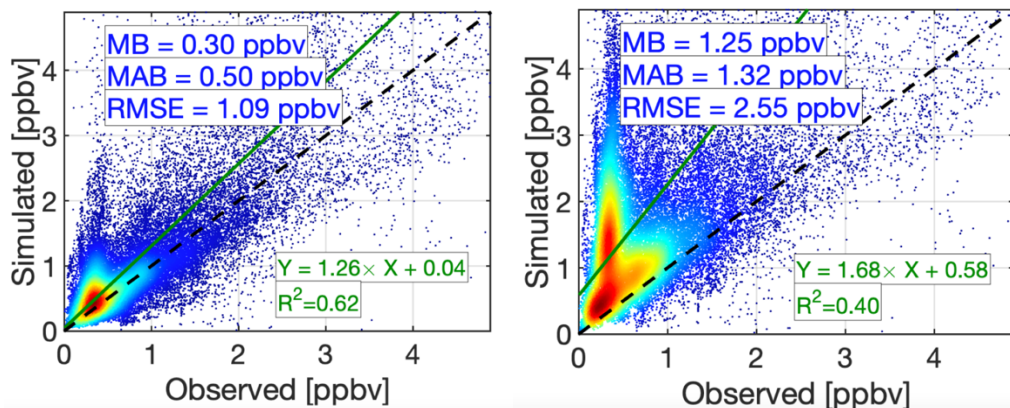 MB = 0.30 ppbv
MAB = 0.50 ppbv
RMSE = 1.09 ppbv
Y = 1.26× X + 0.04
R²=0.62
Simulated [ppbv]
4
3
2
1
0
0 1 2 3 4
Observed [ppbv]
MB = 1.25 ppbv
MAB = 1.32 ppbv
RMSE = 2.55 ppbv
Y = 1.68× X + 0.58
R²=0.40
Simulated [ppbv]
4
3
2
1
0
0 1 2 3 4
Observed [ppbv]